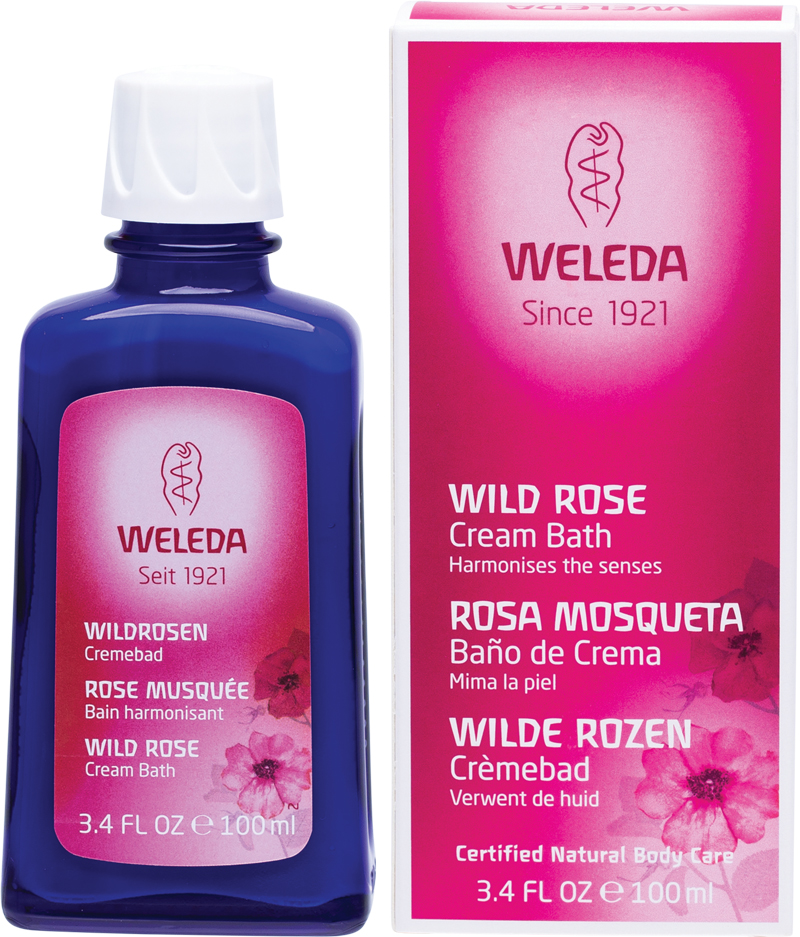 WELEDA
Seit 1921
WILDROSEN
Cremebad
ROSE MUSQUÉE
Bain harmonisant
WILD ROSE
Cream Bath
3.4 FL OZ ℮ 100 ml
WELEDA
WELEDA
Since 1921
WILD ROSE
Cream Bath
Harmonises the senses
ROSA MOSQUETA
Baño de Crema
Mima la piel
WILDE ROZEN
Crèmebad
Verwent de huid
Certified Natural Body Care
3.4 FL OZ ℮ 100 ml